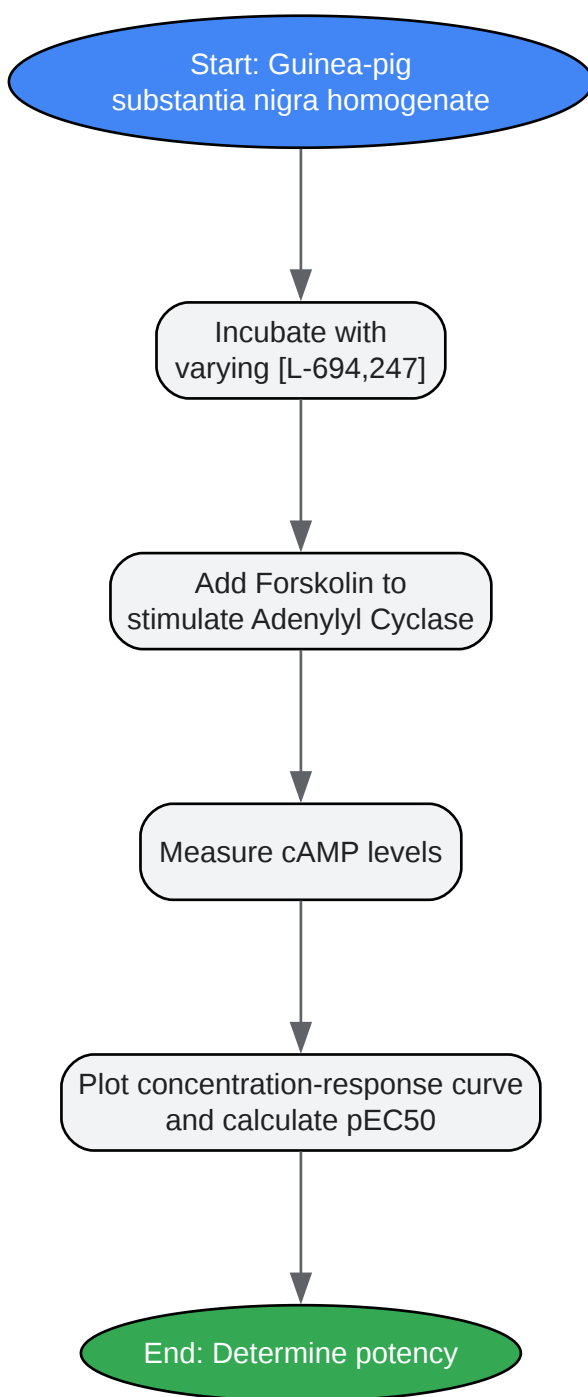 Start: Guinea-pig
substantia nigra homogenate
Incubate with
varying [L-694,247]
Add Forskolin to
stimulate Adenylyl Cyclase
Measure cAMP levels
Plot concentration-response curve
and calculate pEC50
End: Determine potency